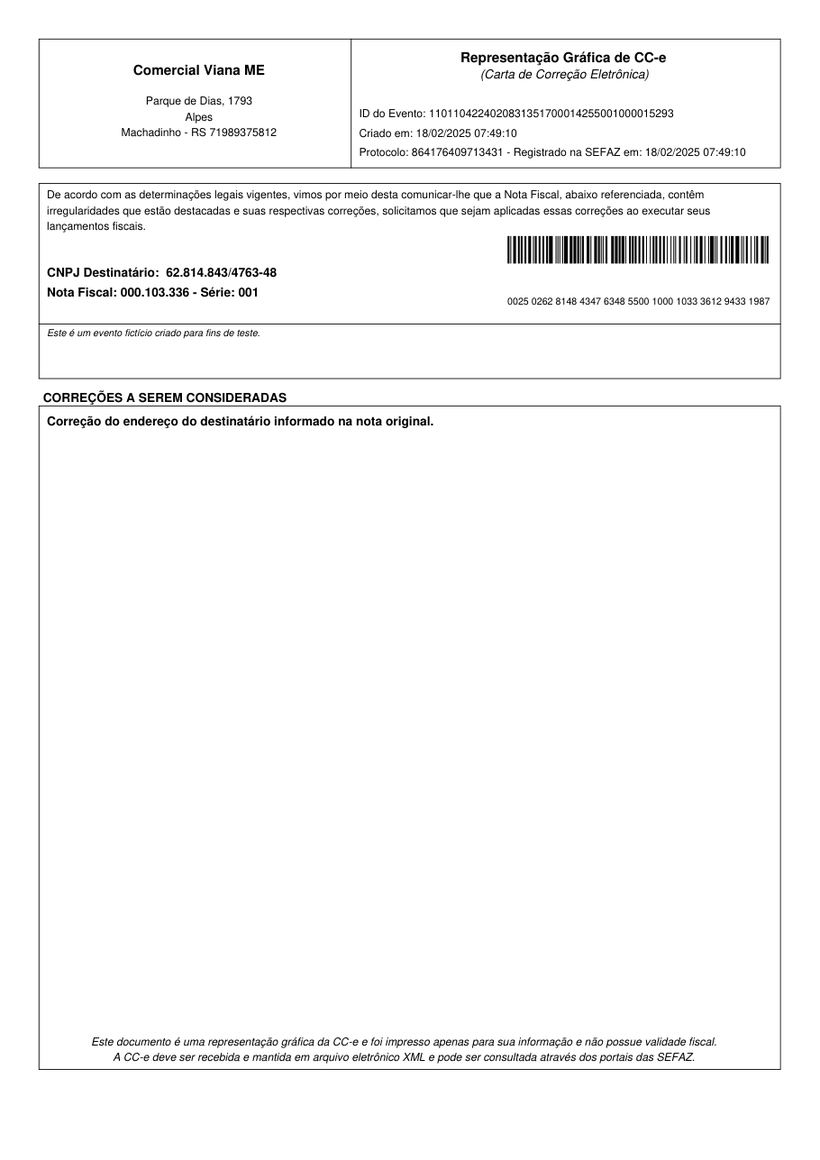 Comercial Viana ME
Parque de Dias, 1793
Alpes
Machadinho - RS 71989375812
Representação Gráfica de CC-e
(Carta de Correção Eletrônica)
ID do Evento: 1101104224020831351700014255001000015293
Criado em: 18/02/2025 07:49:10
Protocolo: 864176409713431 - Registrado na SEFAZ em: 18/02/2025 07:49:10
De acordo com as determinações legais vigentes, vimos por meio desta comunicar-lhe que a Nota Fiscal, abaixo referenciada, contêm
irregularidades que estão destacadas e suas respectivas correções, solicitamos que sejam aplicadas essas correções ao executar seus
lançamentos fiscais.
CNPJ Destinatário: 62.814.843/4763-48
Nota Fiscal: 000.103.336 - Série: 001
0025 0262 8148 4347 6348 5500 1000 1033 3612 9433 1987
Este é um evento fictício criado para fins de teste.
CORREÇÕES A SEREM CONSIDERADAS
Correção do endereço do destinatário informado na nota original.
Este documento é uma representação gráfica da CC-e e foi impresso apenas para sua informação e não possue validade fiscal.
A CC-e deve ser recebida e mantida em arquivo eletrônico XML e pode ser consultada através dos portais das SEFAZ.